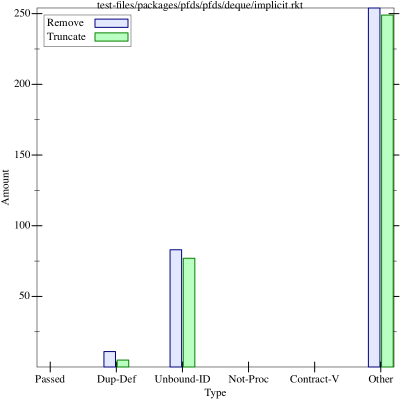 test-files/packages/pfds/pfds/deque/implicit.rkt
Remove
Truncate
250
200
150
100
50
Amount
Passed Dup-Def Unbound-ID Not-Proc Contract-V Other
Type